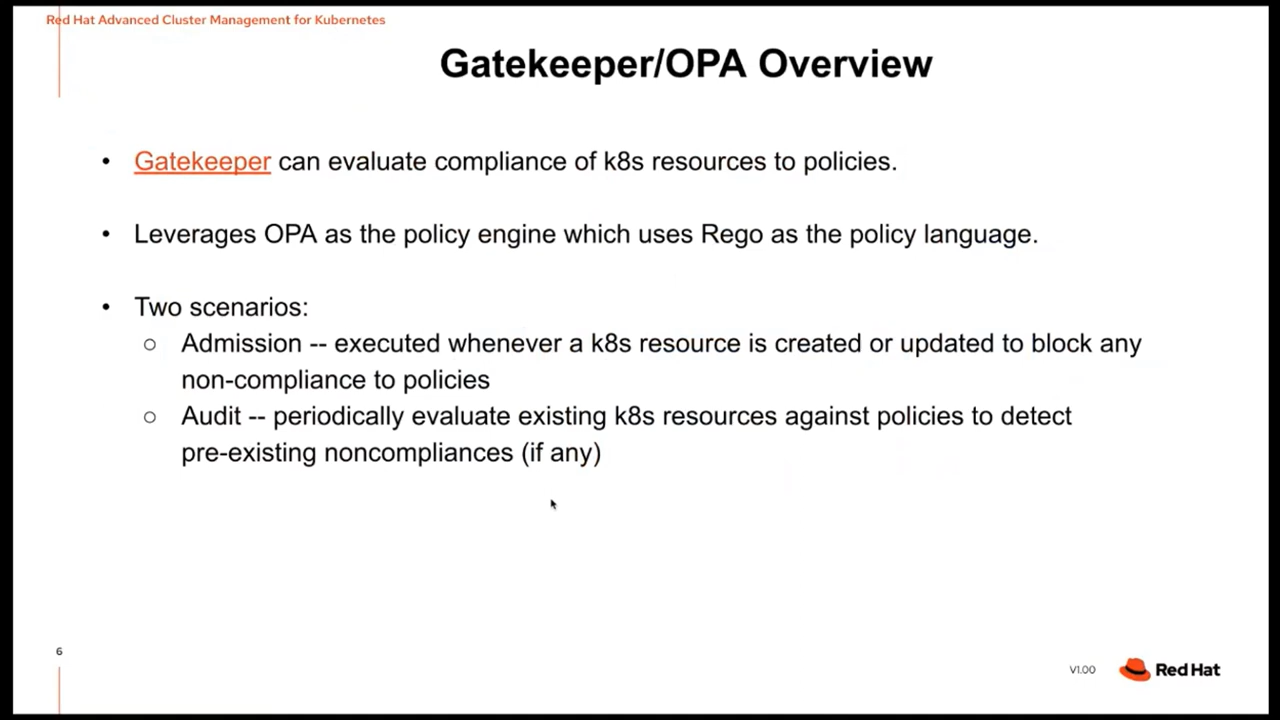 Red Hat Advanced Cluster Management for Kubernetes
Gatekeeper/OPA Overview
• Gatekeeper can evaluate compliance of k8s resources to policies.
• Leverages OPA as the policy engine which uses Rego as the policy language.
• Two scenarios:
○ Admission -- executed whenever a k8s resource is created or updated to block any
non-compliance to policies
○ Audit -- periodically evaluate existing k8s resources against policies to detect
pre-existing noncompliances (if any)
6
V1.00
Red Hat